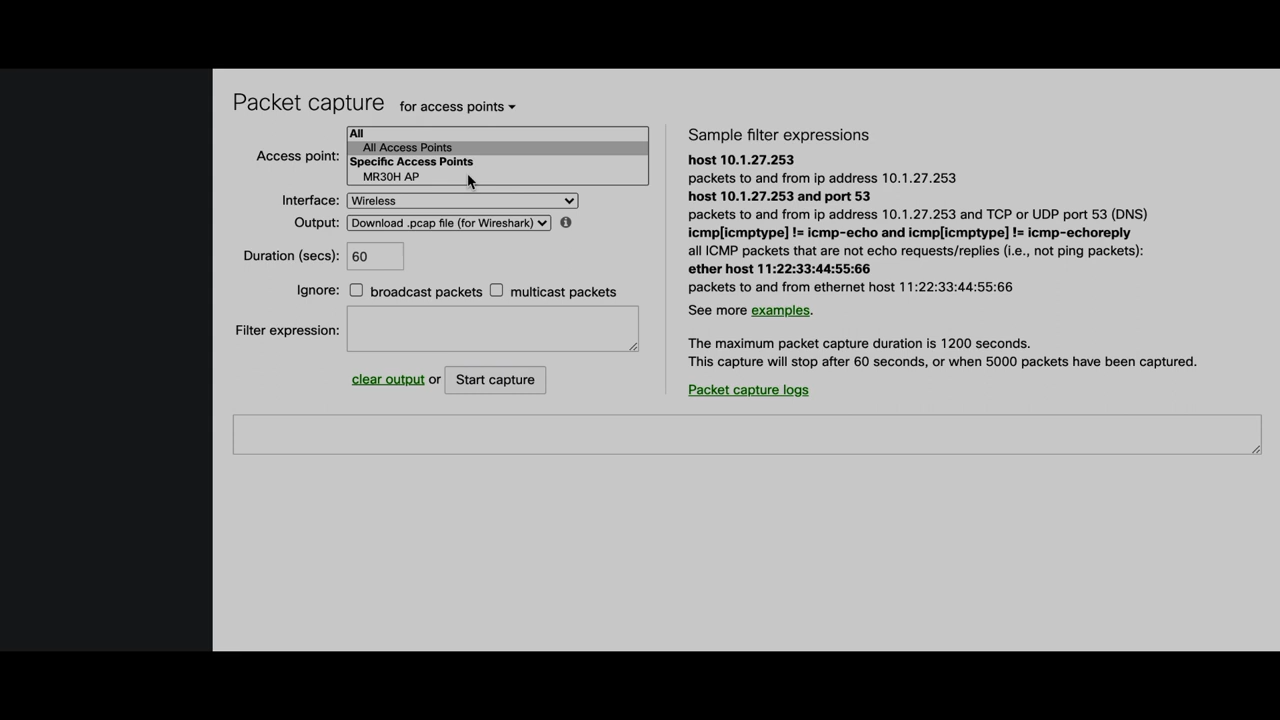 Packet capture for access points
Access point:
All
All Access Points
Specific Access Points
MR30H AP
Interface: Wireless
Output: Download .pcap file (for Wireshark)
Duration (secs): 60
Ignore: broadcast packets multicast packets
Filter expression:
clear output or Start capture
Sample filter expressions
host 10.1.27.253
packets to and from ip address 10.1.27.253
host 10.1.27.253 and port 53
packets to and from ip address 10.1.27.253 and TCP or UDP port 53 (DNS)
icmp[icmptype] != icmp-echo and icmp[icmptype] != icmp-echoreply
all ICMP packets that are not echo requests/replies (i.e., not ping packets):
ether host 11:22:33:44:55:66
packets to and from ethernet host 11:22:33:44:55:66
See more examples.
The maximum packet capture duration is 1200 seconds.
This capture will stop after 60 seconds, or when 5000 packets have been captured.
Packet capture logs